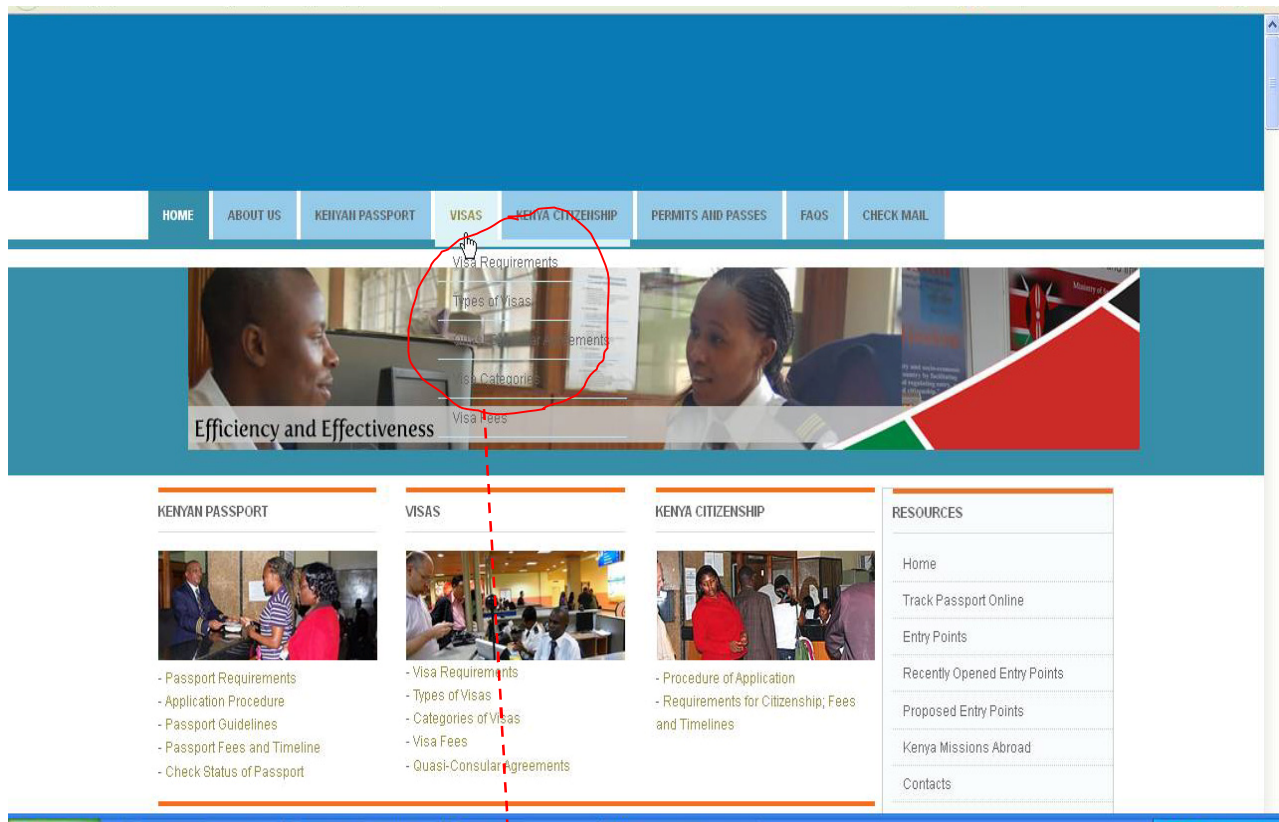 HOME ABOUT US KENYAN PASSPORT VISAS KENYA CITIZENSHIP PERMITS AND PASSES FAQS CHECK MAIL
Visa Requirements
Types of Visas
Visa Categories
Visa Fees
Efficiency and Effectiveness
KENYAN PASSPORT
- Passport Requirements
- Application Procedure
- Passport Guidelines
- Passport Fees and Timeline
- Check Status of Passport
VISAS
- Visa Requirements
- Types of Visas
- Categories of Visas
- Visa Fees
- Quasi-Consular Agreements
KENYA CITIZENSHIP
- Procedure of Application
- Requirements for Citizenship; Fees
and Timelines
RESOURCES
Home
Track Passport Online
Entry Points
Recently Opened Entry Points
Proposed Entry Points
Kenya Missions Abroad
Contacts